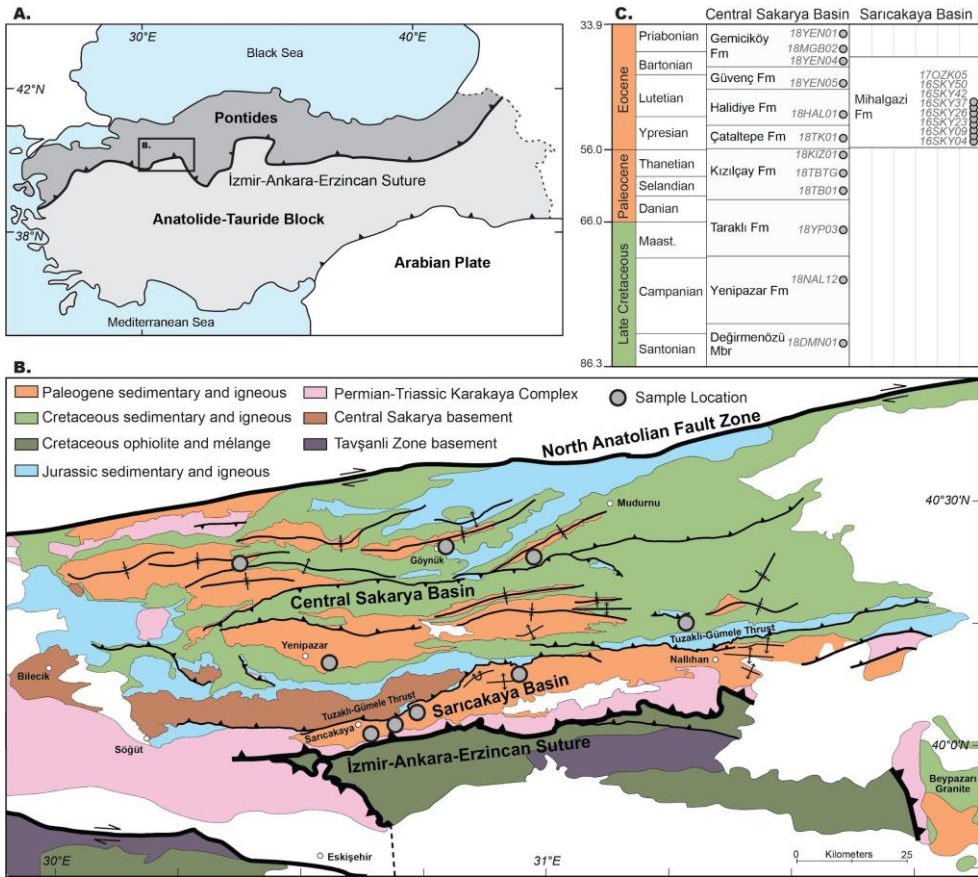 A.
30°E
40°E
Black Sea
42°N
Pontides
B.
İzmir-Ankara-Erzincan Suture
Anatolide-Tauride Block
38°N
Arabian Plate
Mediterranean Sea
C.
Central Sakarya Basin
Sarıcakaya Basin
33.9
Eocene
Priabonian
Gemiciköy
Fm
18YEN01
18MGB02
Bartonian
18YEN04
Güvenç Fm
18YEN05
Lutetian
Halidiye Fm
18HAL01
Ypresian
Çataltepe Fm
18TK01
17OZK05
16SKY50
16SKY42
16SKY37
16SKY26
16SKY23
16SKY09
16SKY04
Mihalgazi
Fm
56.0
Paleocene
Thanetian
Kızılçay Fm
18KIZ01
18TBTG
Selandian
18TB01
Danian
66.0
Taraklı Fm
18YP03
Late Cretaceous
Maast.
Campanian
Yenipazar Fm
18NAL12
Santonian
Değirmenözü
Mbr
18DMN01
86.3
B.
Paleogene sedimentary and igneous
Cretaceous sedimentary and igneous
Cretaceous ophiolite and mélange
Jurassic sedimentary and igneous
Permian-Triassic Karakaya Complex
Central Sakarya basement
Tavşanli Zone basement
Sample Location
North Anatolian Fault Zone
40°30'N
Mudurnu
Göynük
Central Sakarya Basin
Yenipazar
Tuzaklı-Gümele Thrust
Nallıhan
Bilecik
Tuzaklı-Gümele Thrust
Sarıcakaya Basin
Sarıcakaya
Söğüt
İzmir-Ankara-Erzincan Suture
40°0'N
Beypazarı
Granite
30°E
Eskişehir
31°E
0 Kilometers 25